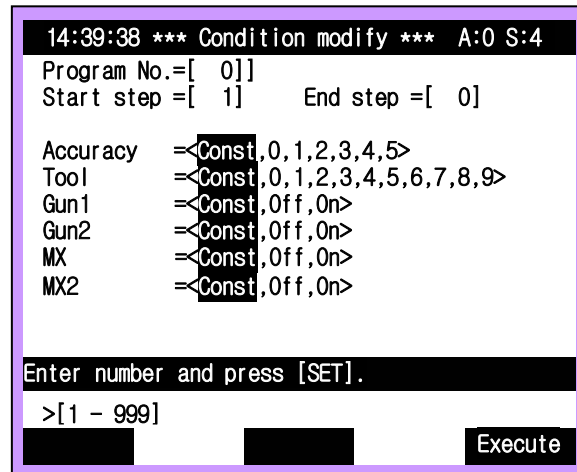 14:39:38 *** Condition modify *** A:0 S:4
Program No.=[ 0]]
Start step =[ 1] End step =[ 0]
Accuracy =<Const,0,1,2,3,4,5>
Tool =<Const,0,1,2,3,4,5,6,7,8,9>
Gun1 =<Const,Off,On>
Gun2 =<Const,Off,On>
MX =<Const,Off,On>
MX2 =<Const,Off,On>
Enter number and press [SET].
>[1 - 999]
Execute